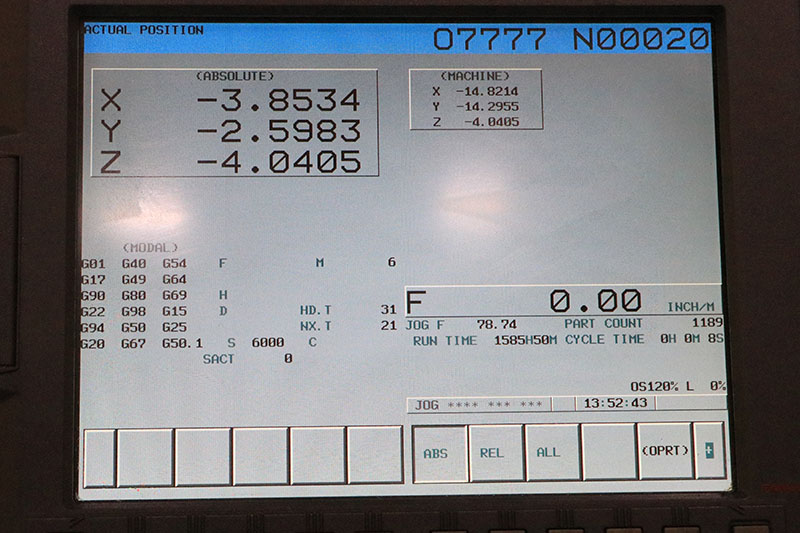 ACTUAL POSITION O7777 N00020
(ABSOLUTE)
X -3.8534
Y -2.5983
Z -4.0405
(MACHINE)
X -14.8214
Y -14.2955
Z -4.0405
(MODAL)
G01 G40 G54 F M 6
G17 G49 G64
G90 G80 G69 H
G22 G98 G15 D HD.T 31
G94 G50 G25 NX.T 21
G20 G67 G50.1 S 6000 C
SACT 0
F 0.00 INCH/M
JOG F 78.74 PART COUNT 1189
RUN TIME 1585H50M CYCLE TIME 0H 0M 8S
OS120% L 0%
JOG **** *** *** 13:52:43
ABS REL ALL (OPRT) +